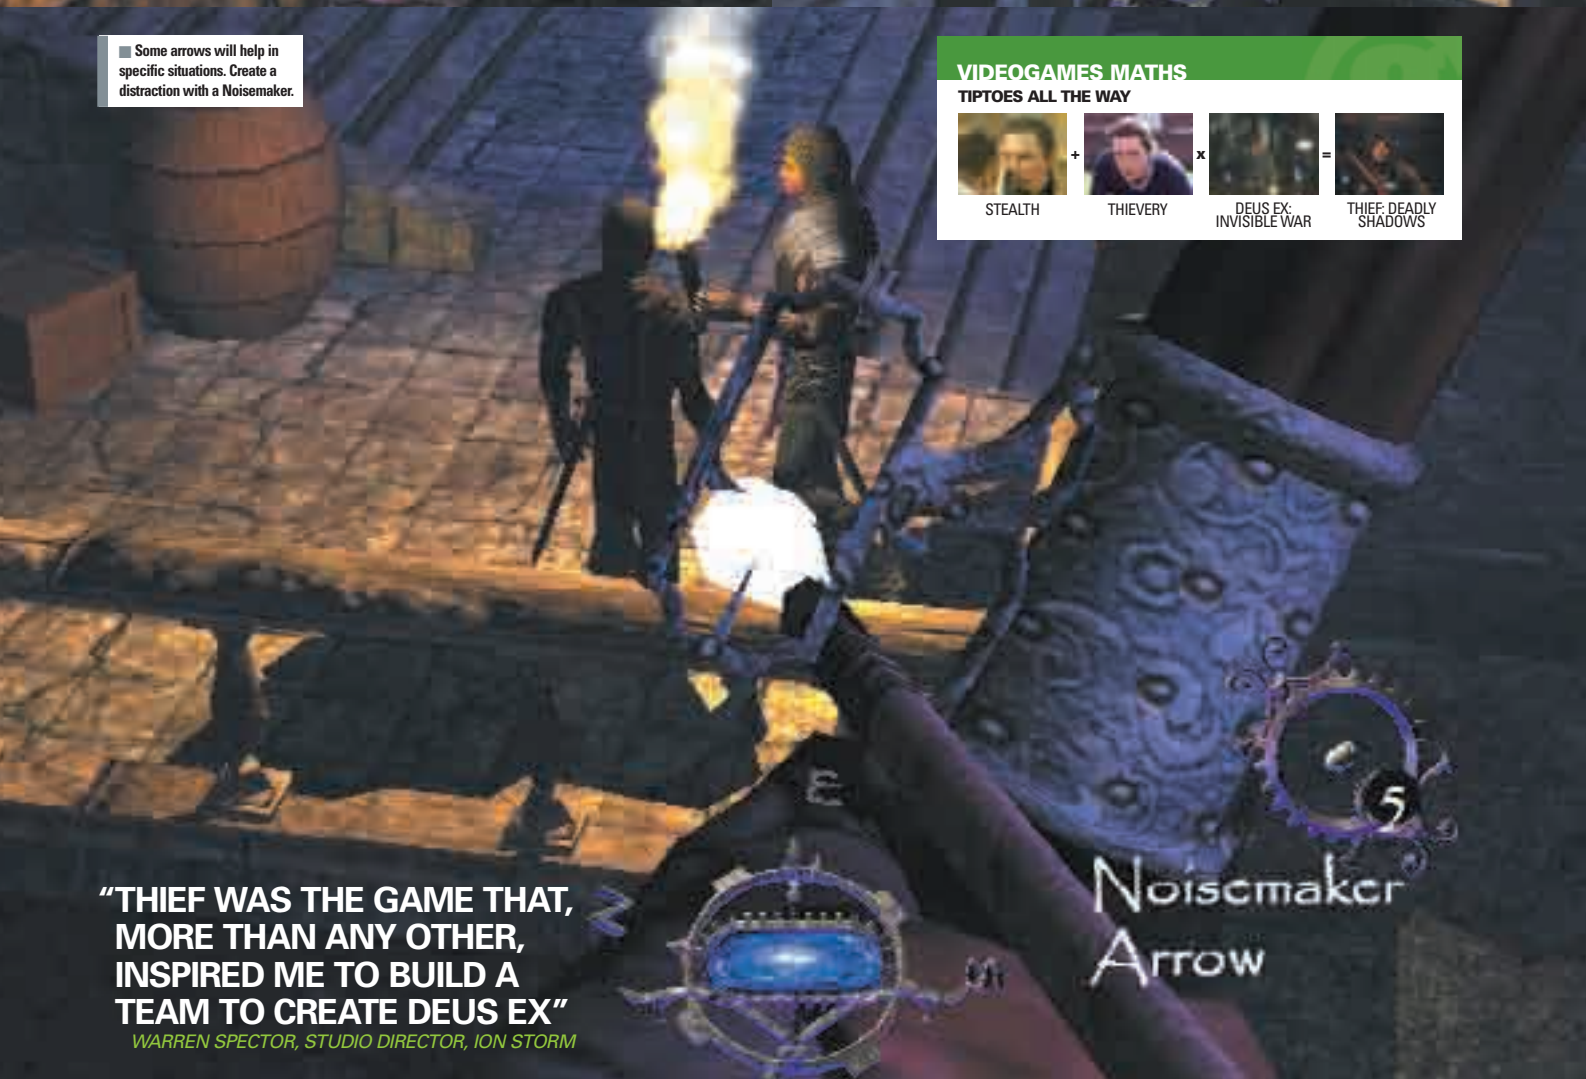 Some arrows will help in
specific situations. Create a
distraction with a Noisemaker.
VIDEOGAMES MATHS
TIPTOES ALL THE WAY
+ x =
STEALTH
THIEVERY
DEUS EX:
INVISIBLE WAR
THIEF: DEADLY
SHADOWS
E
N
5
Noisemaker
Arrow
“THIEF WAS THE GAME THAT,
MORE THAN ANY OTHER,
INSPIRED ME TO BUILD A
TEAM TO CREATE DEUS EX”
WARREN SPECTOR, STUDIO DIRECTOR, ION STORM